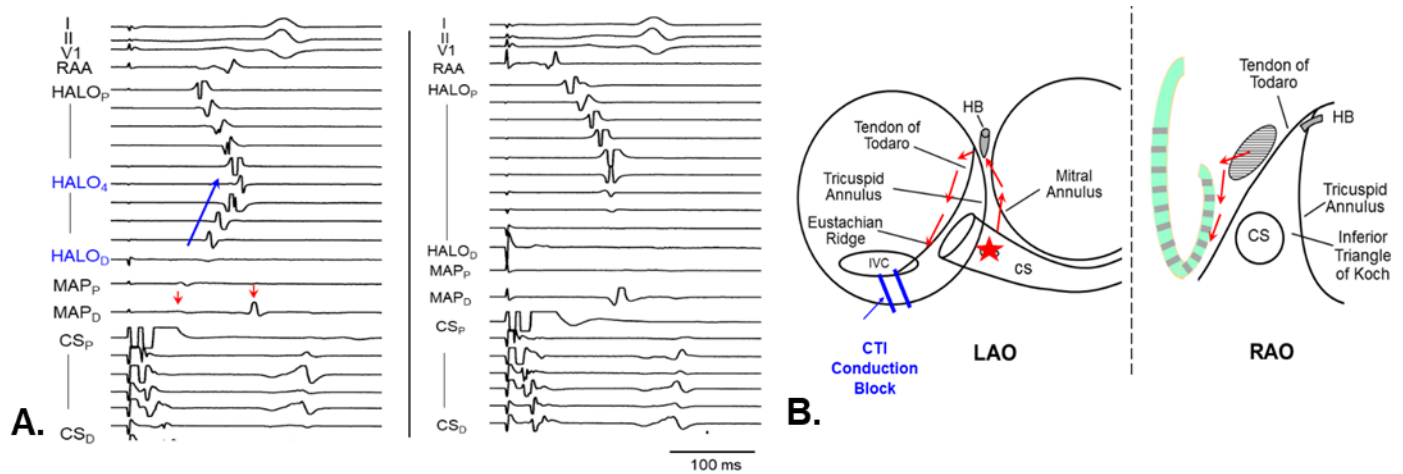 I
II
V1
RAA
HALOP
HALO4
HALOD
MAPP
MAPD
CSP
CSD
A.
I
II
V1
RAA
HALOP
HALOD
MAPP
MAPD
CSP
CSD
100 ms
HB
Tendon of
Todaro
Tricuspid
Annulus
Mitral
Annulus
Eustachian
Ridge
IVC
CS
CTI
Conduction
Block
LAO
B.
Tendon of
Todaro
HB
Tricuspid
Annulus
CS
Inferior
Triangle
of Koch
RAO